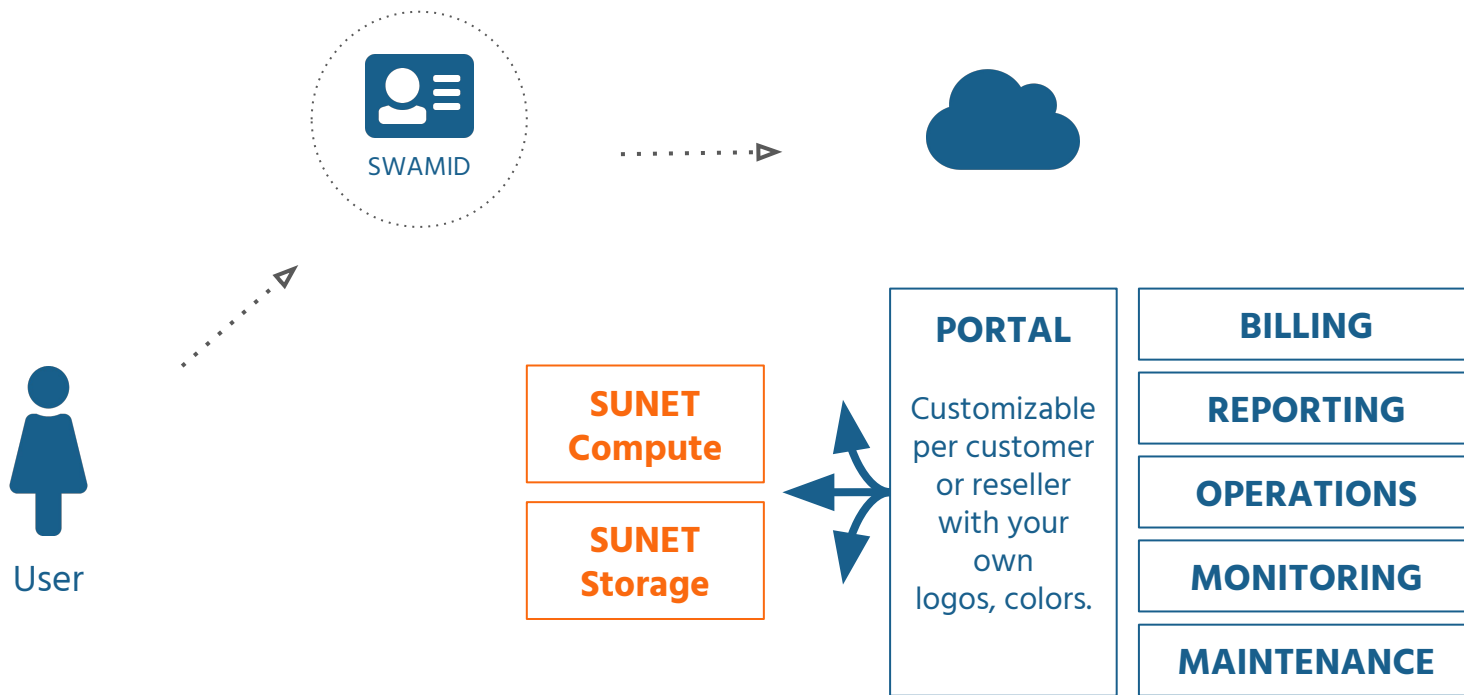 SWAMID
User
SUNET
Compute
SUNET
Storage
PORTAL
Customizable
per customer
or reseller
with your
own
logos, colors.
BILLING
REPORTING
OPERATIONS
MONITORING
MAINTENANCE